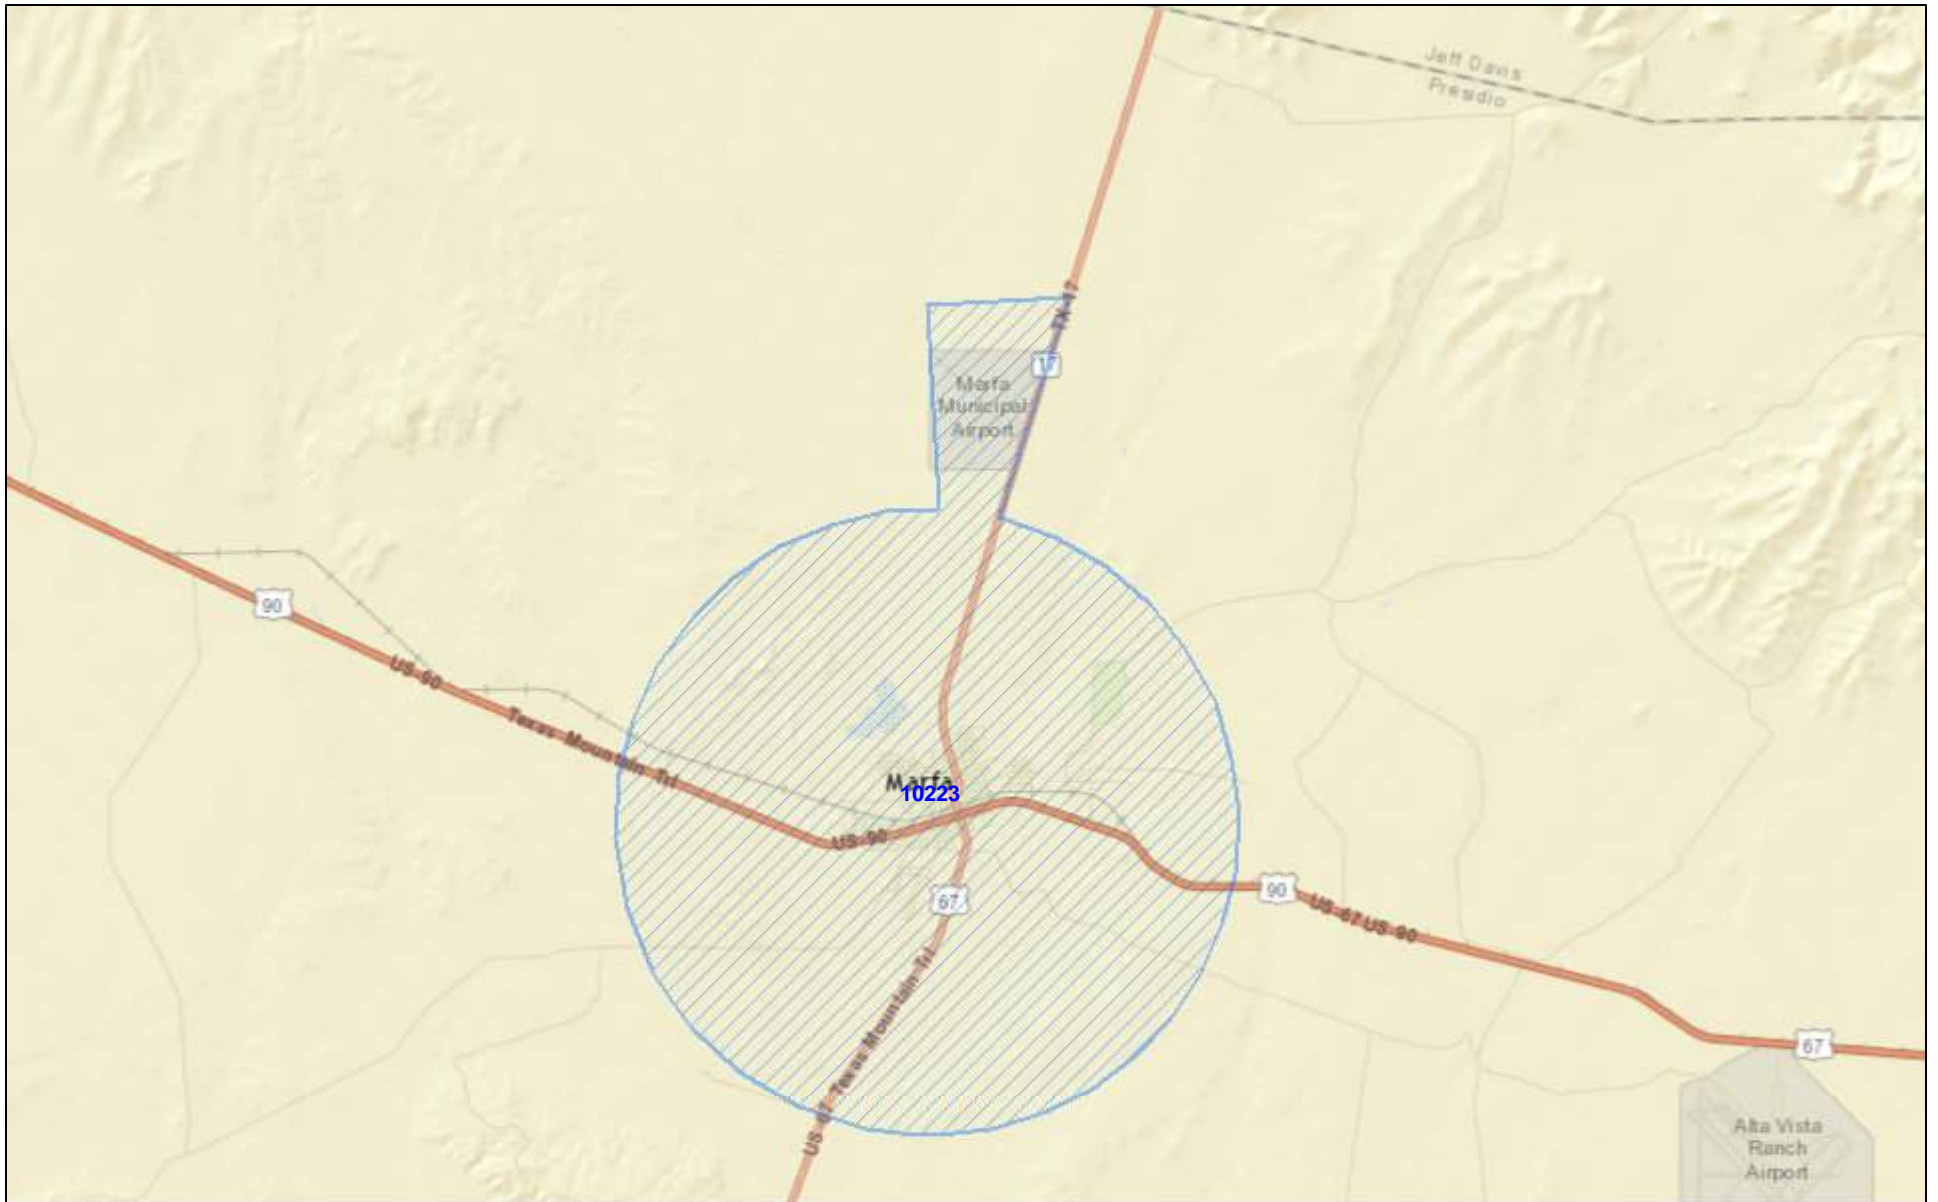 Jeff Davis
Presidio
TX-17
17
Marfa
Municipal
Airport
90
US-90
Texas Mountain Trl
Marfa
10223
US-90
67
90
US-67 US-90
US-67 Texas Mountain Trl
67
Alta Vista
Ranch
Airport